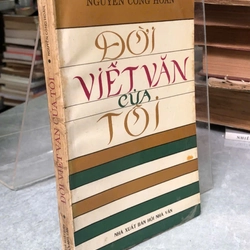 NGUYỄN CÔNG HOAN
ĐỜI
VIẾT VĂN
CỦA
TÔI
NHÀ XUẤT BẢN HỘI NHÀ VĂN
ĐỜI VIẾT VĂN CỦA TÔI